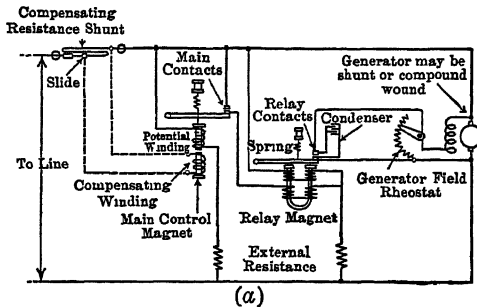 Compensating
Resistance Shunt
Slide
Main
Contacts
Generator may be
shunt or compound
wound
Relay
Contacts
Condenser
Potential
Winding
Spring
To Line
Compensating
Winding
Main Control
Magnet
Relay Magnet
Generator Field
Rheostat
External
Resistance
(a)